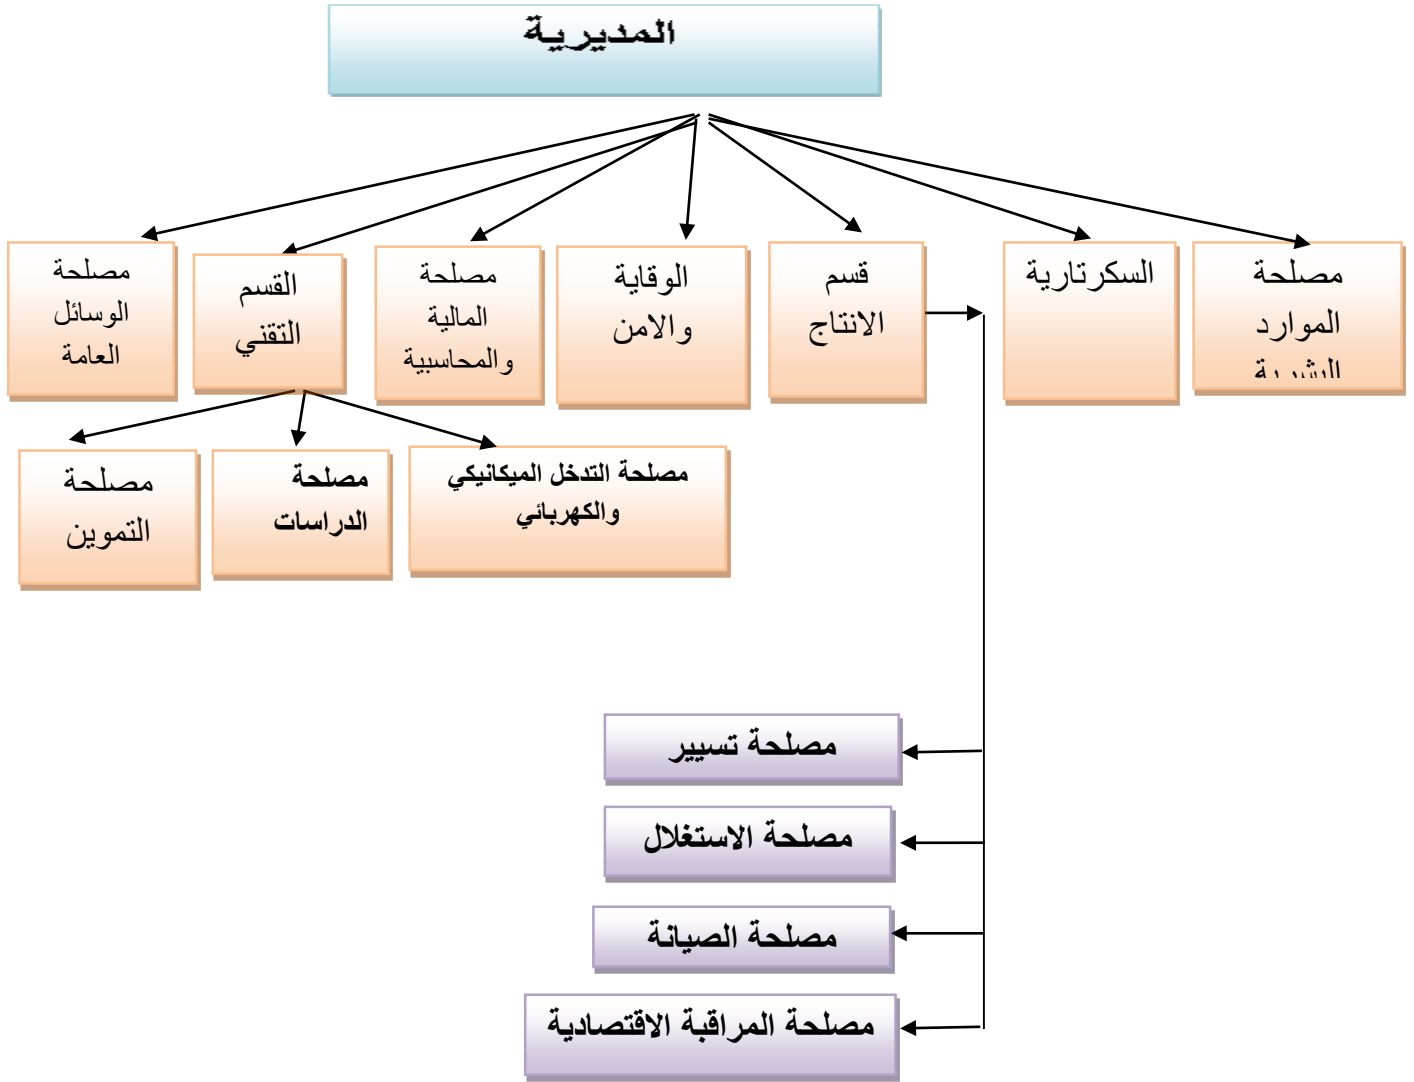 المديرية
مصلحة
الموارد
البشرية
السكرتارية
قسم
الانتاج
الوقاية
والامن
مصلحة
المالية
والمحاسبية
القسم
التقني
مصلحة
الوسائل
العامة
مصلحة التدخل الميكانيكي
والكهربائي
مصلحة
الدراسات
مصلحة
التموين
مصلحة تسيير
مصلحة الاستغلال
مصلحة الصيانة
مصلحة المراقبة الاقتصادية